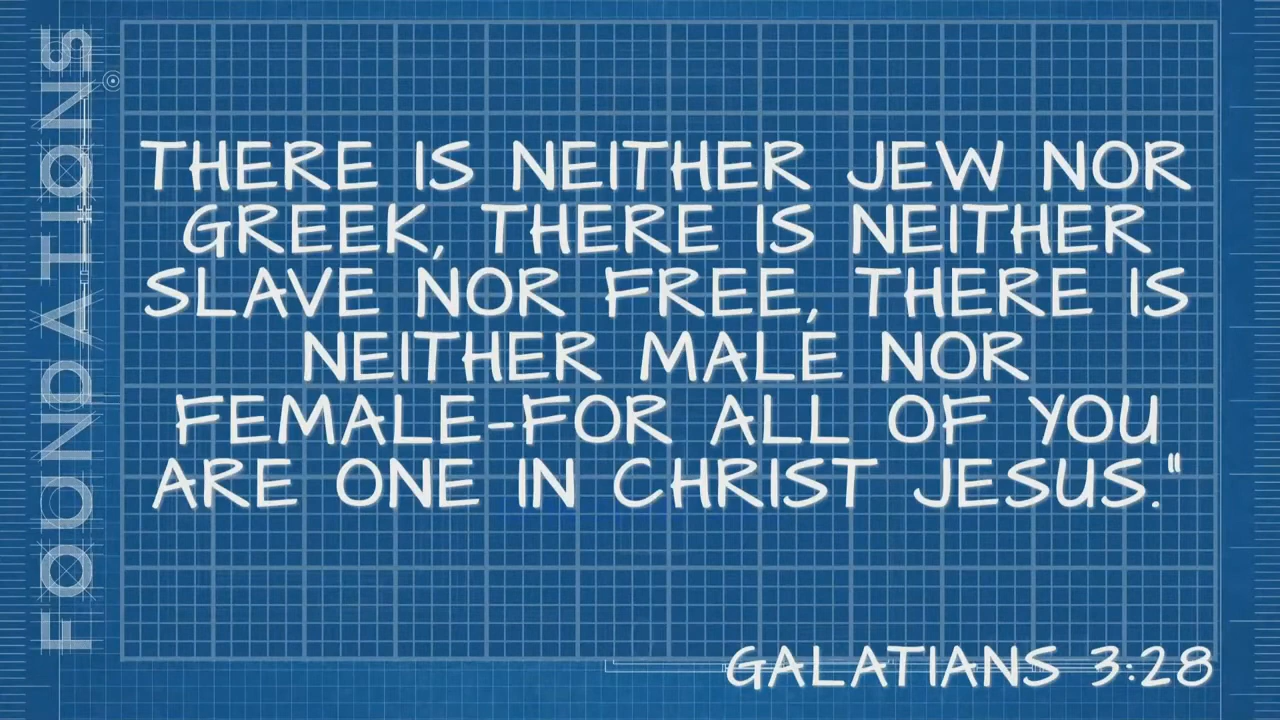 FOUNDATIONS
THERE IS NEITHER JEW NOR
GREEK, THERE IS NEITHER
SLAVE NOR FREE, THERE IS
NEITHER MALE NOR
FEMALE-FOR ALL OF YOU
ARE ONE IN CHRIST JESUS."
GALATIANS 3:28